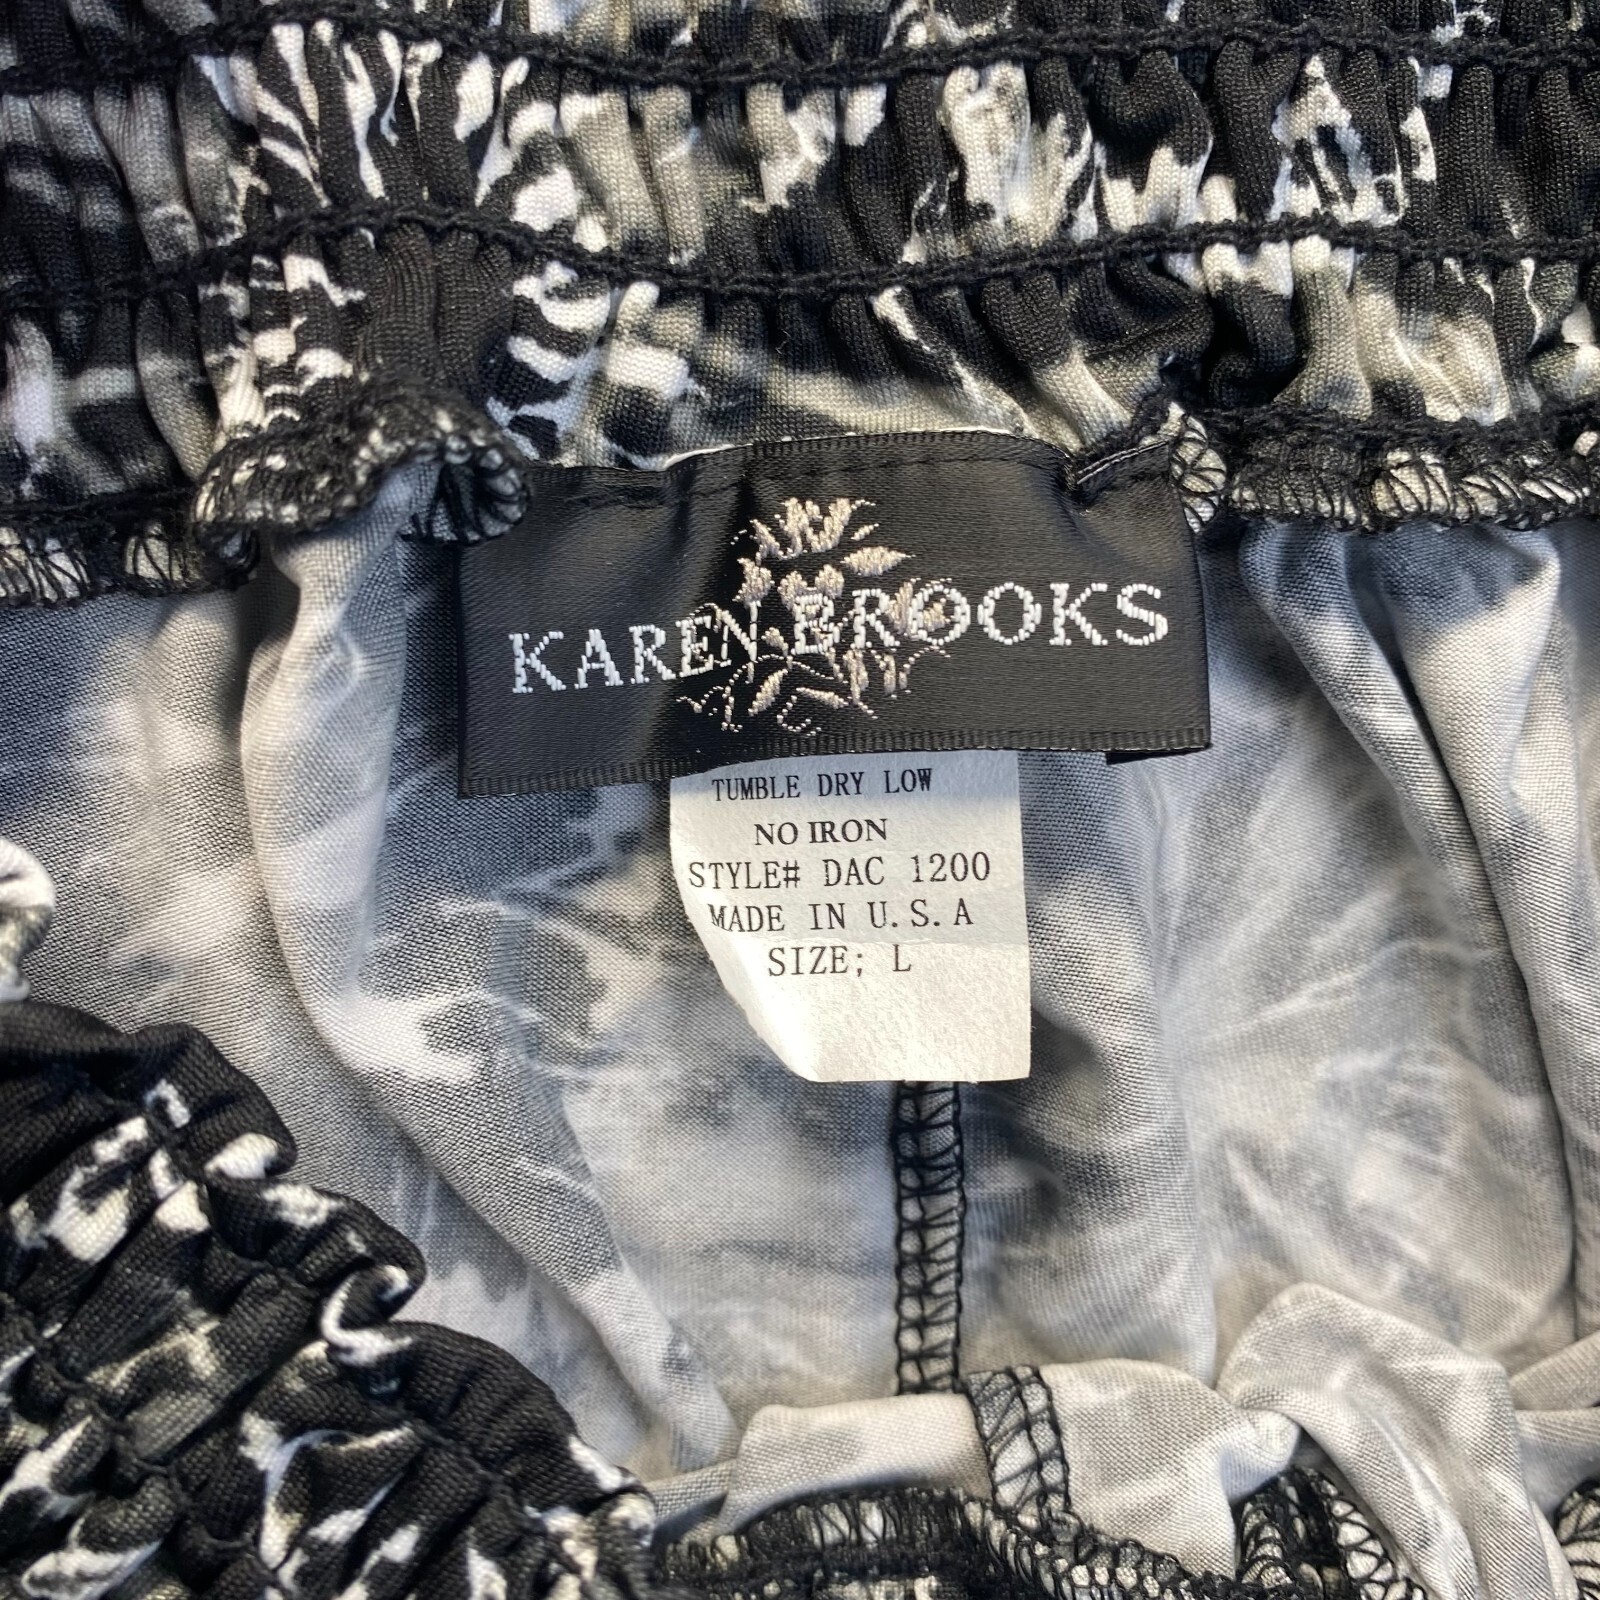 KAREN BROOKS
TUMBLE DRY LOW
NO IRON
STYLE# DAC 1200
MADE IN U.S.A
SIZE; L